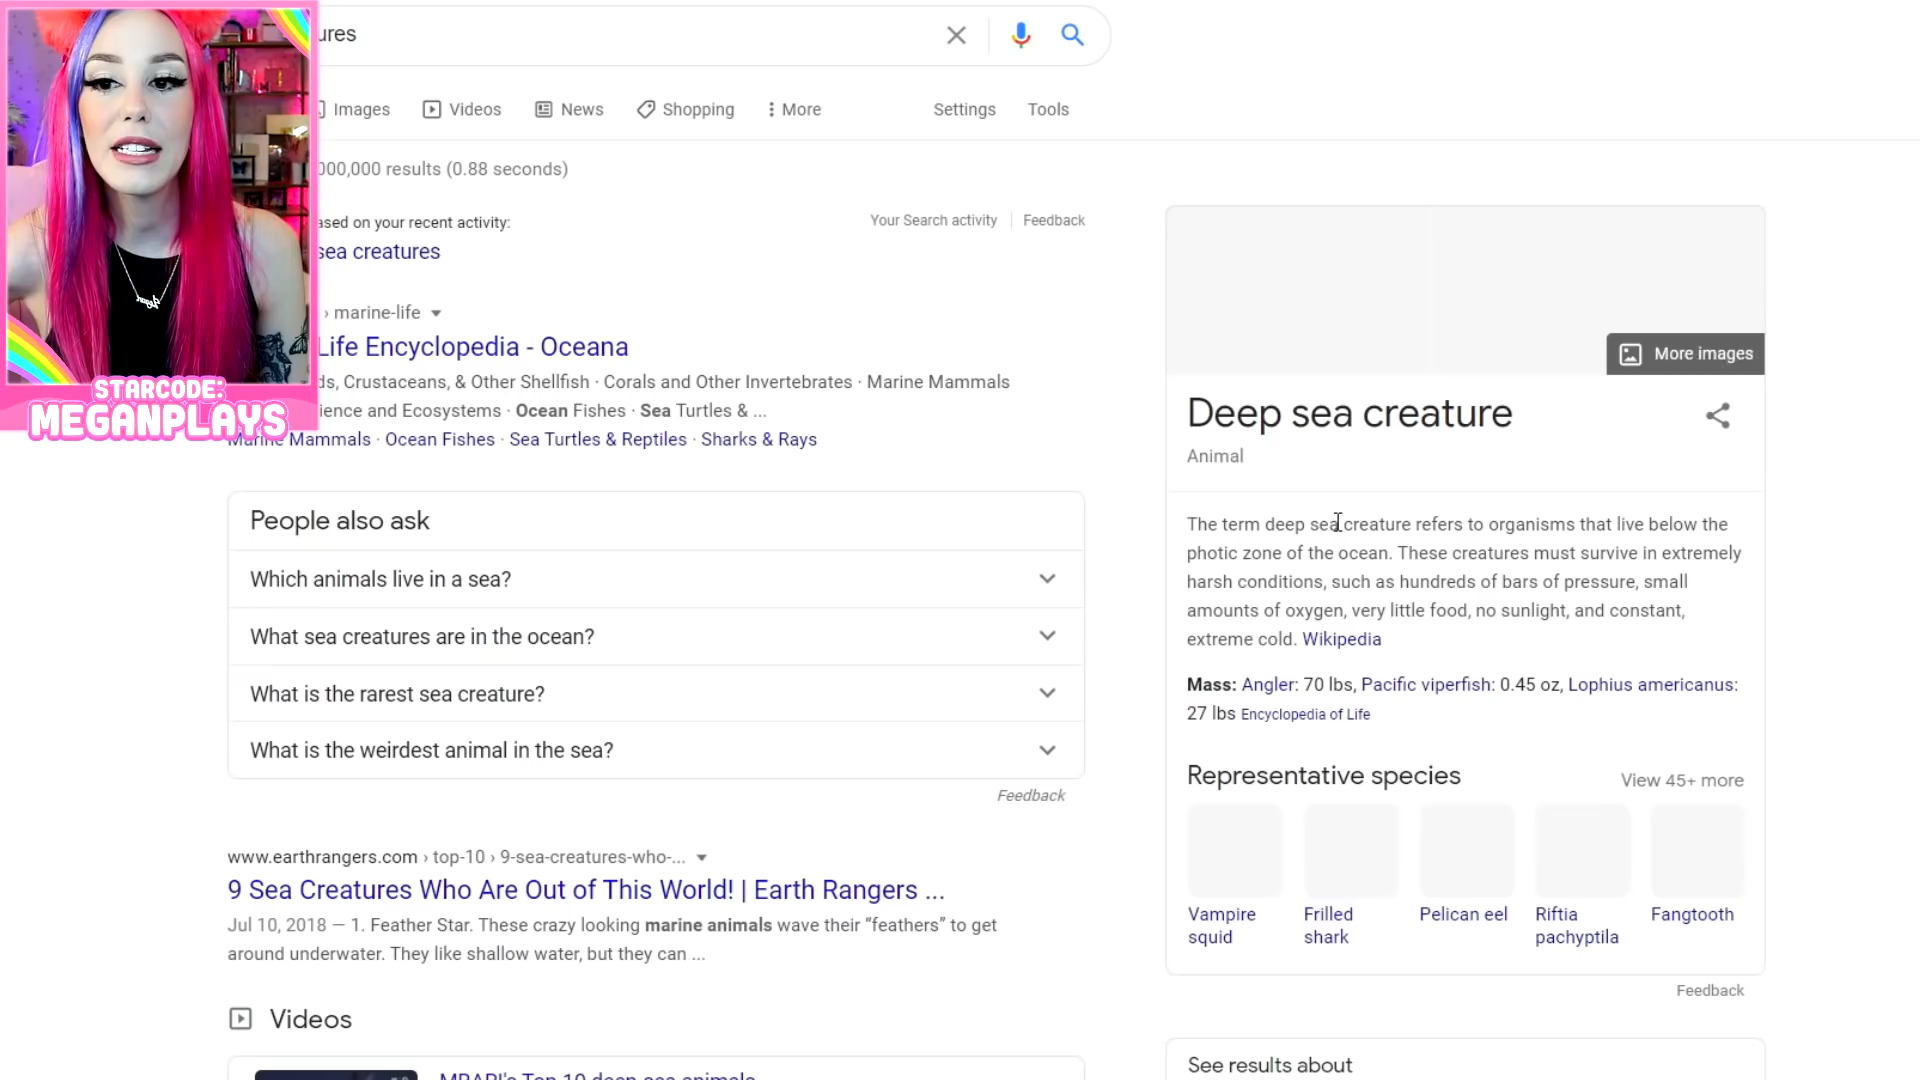 ures
Images
Videos
News
Shopping
More
Settings
Tools
000,000 results (0.88 seconds)
ased on your recent activity:
Your Search activity
Feedback
sea creatures
› marine-life
Life Encyclopedia - Oceana
ds, Crustaceans, & Other Shellfish · Corals and Other Invertebrates · Marine Mammals
ience and Ecosystems · Ocean Fishes · Sea Turtles & ...
Marine Mammals · Ocean Fishes · Sea Turtles & Reptiles · Sharks & Rays
STARCODE:
MEGANPLAYS
People also ask
Which animals live in a sea?
What sea creatures are in the ocean?
What is the rarest sea creature?
What is the weirdest animal in the sea?
Feedback
www.earthrangers.com › top-10 › 9-sea-creatures-who-...
9 Sea Creatures Who Are Out of This World! | Earth Rangers ...
Jul 10, 2018 — 1. Feather Star. These crazy looking marine animals wave their “feathers” to get
around underwater. They like shallow water, but they can ...
Videos
MBARI's Top 10 deep-sea animals
More images
Deep sea creature
Animal
The term deep sea creature refers to organisms that live below the
photic zone of the ocean. These creatures must survive in extremely
harsh conditions, such as hundreds of bars of pressure, small
amounts of oxygen, very little food, no sunlight, and constant,
extreme cold. Wikipedia
Mass: Angler: 70 lbs, Pacific viperfish: 0.45 oz, Lophius americanus:
27 lbs Encyclopedia of Life
Representative species
View 45+ more
Vampire
squid
Frilled
shark
Pelican eel
Riftia
pachyptila
Fangtooth
Feedback
See results about